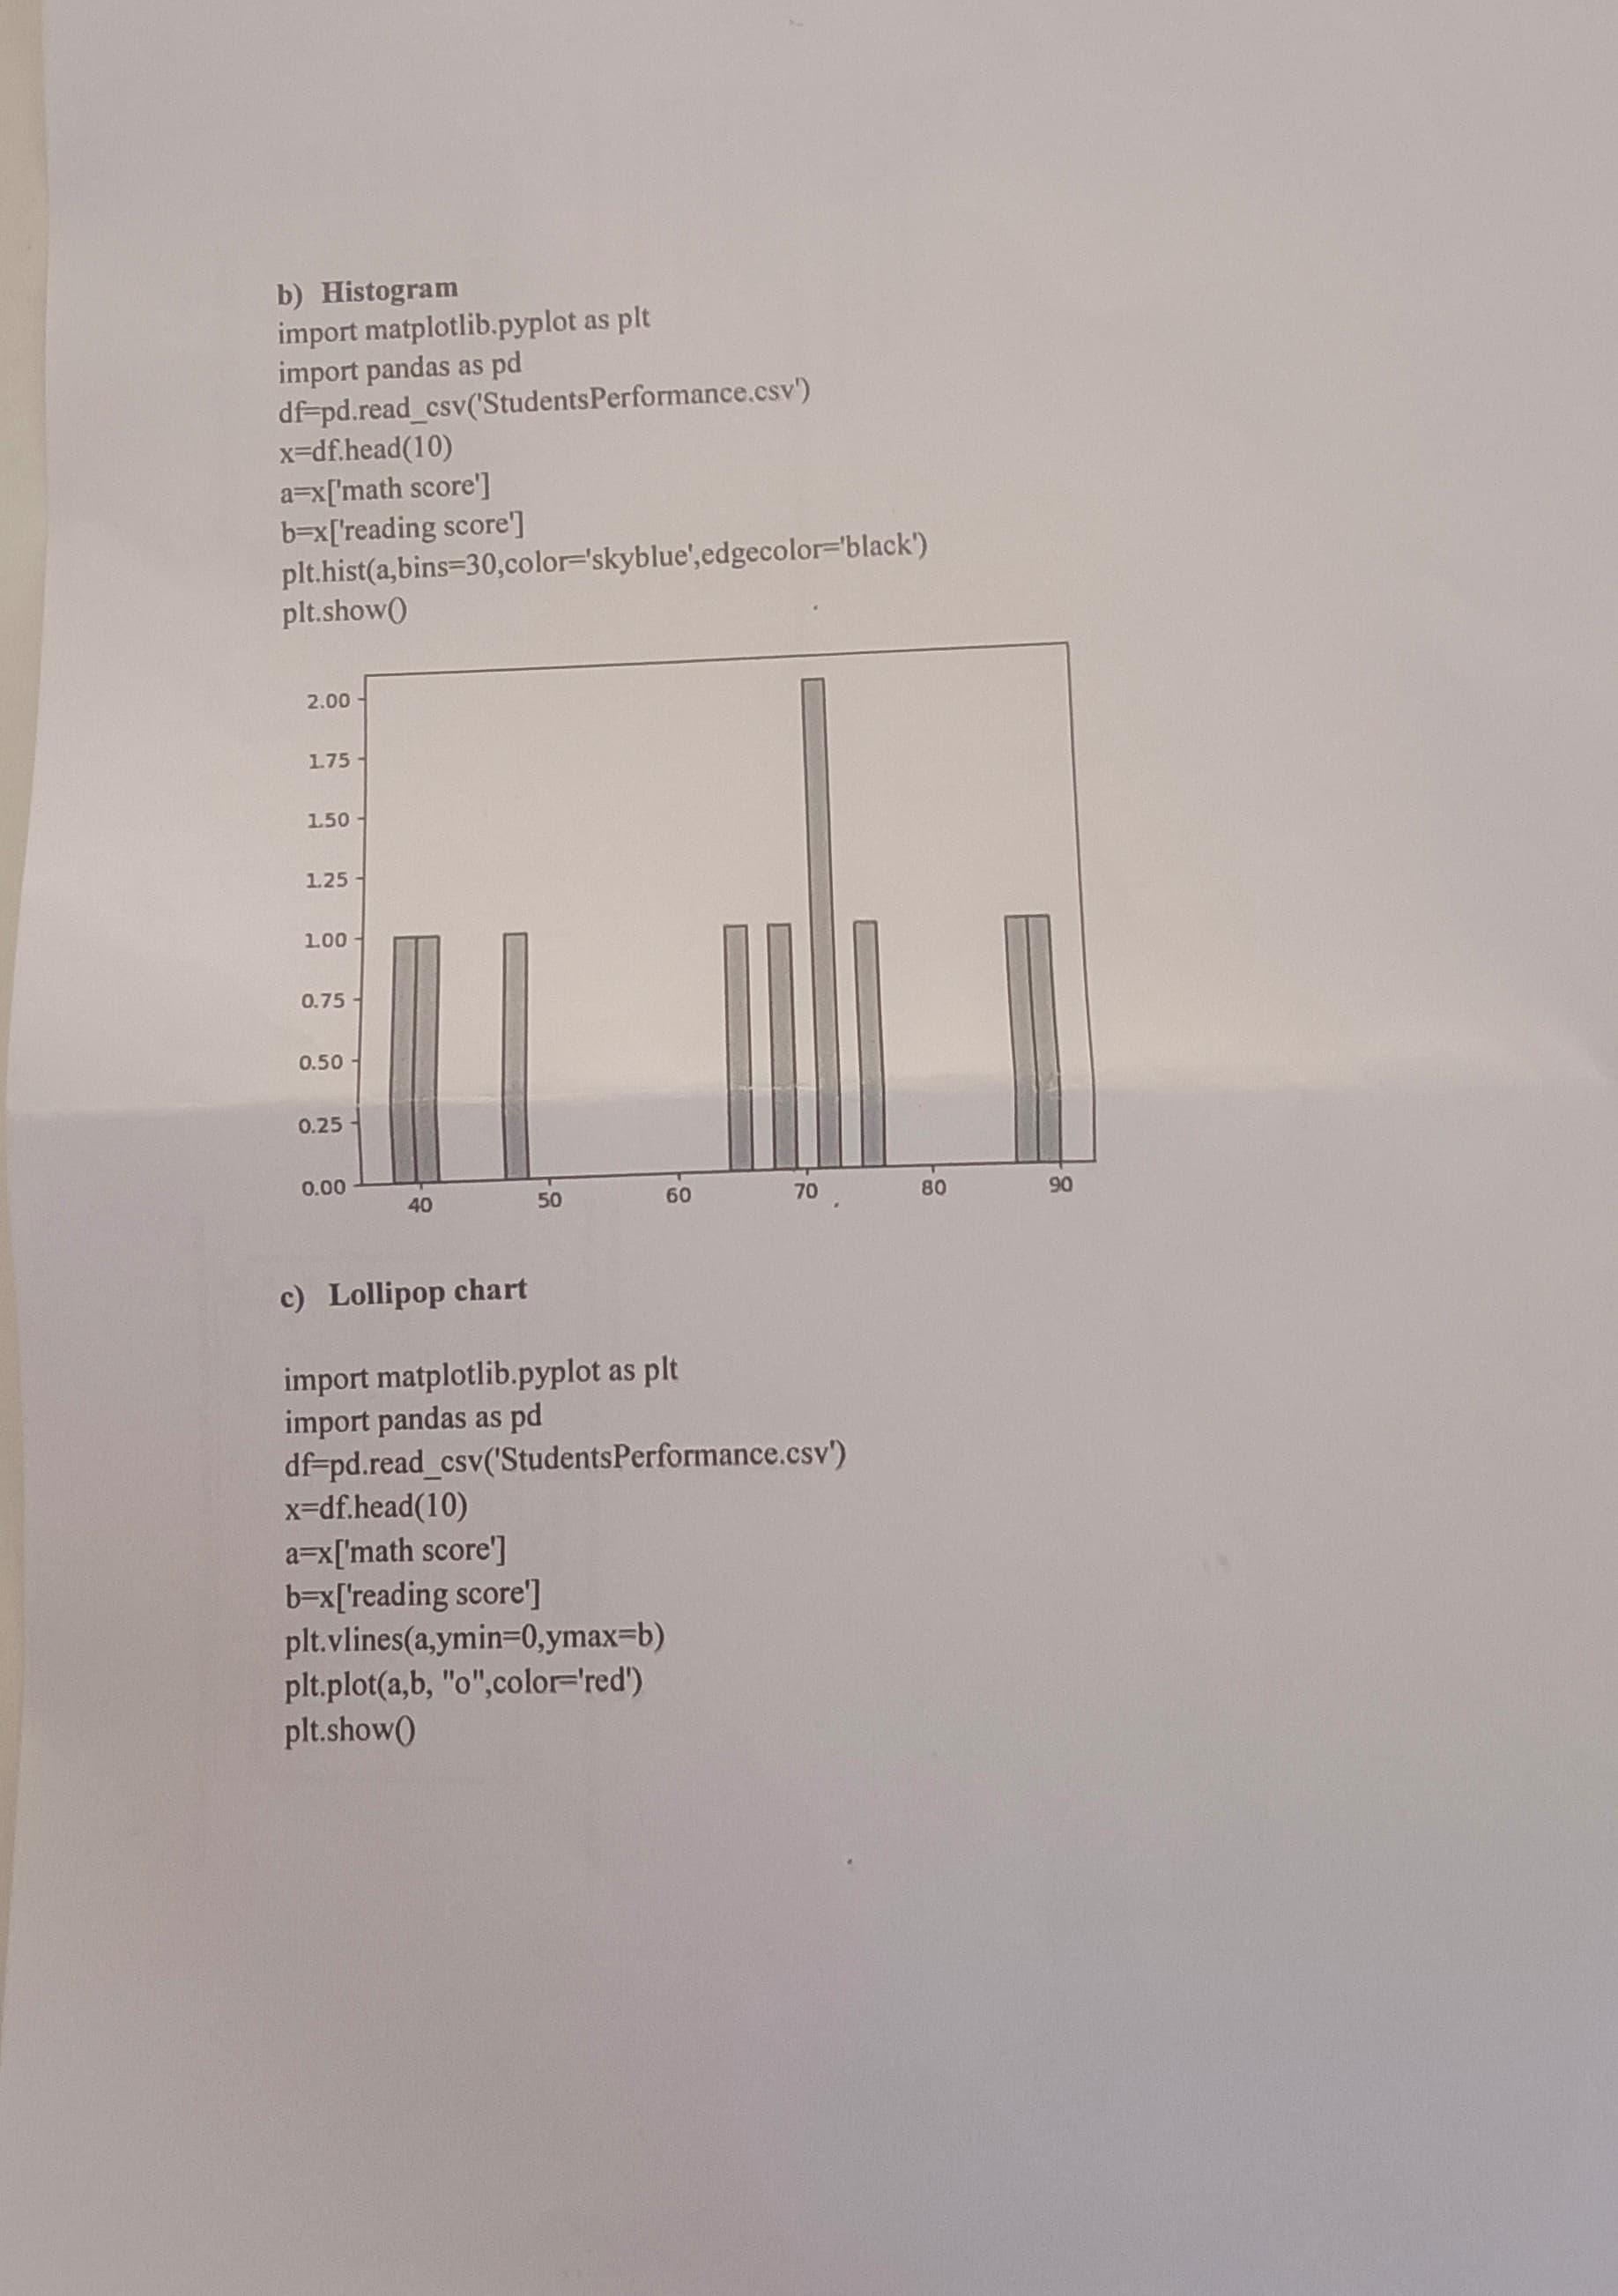 b) Histogram
import matplotlib.pyplot as plt
import pandas as pd
df=pd.read_csv('StudentsPerformance.csv')
x=df.head(10)
a=x['math score']
b=x['reading score']
plt.hist(a,bins=30,color='skyblue',edgecolor='black')
plt.show()
2.00
1.75
1.50
1.25
1.00
0.75
0.50
0.25
0.00
40 50 60 70 80 90
c) Lollipop chart
import matplotlib.pyplot as plt
import pandas as pd
df=pd.read_csv('StudentsPerformance.csv')
x=df.head(10)
a=x['math score']
b=x['reading score']
plt.vlines(a,ymin=0,ymax=b)
plt.plot(a,b, "o",color='red')
plt.show()